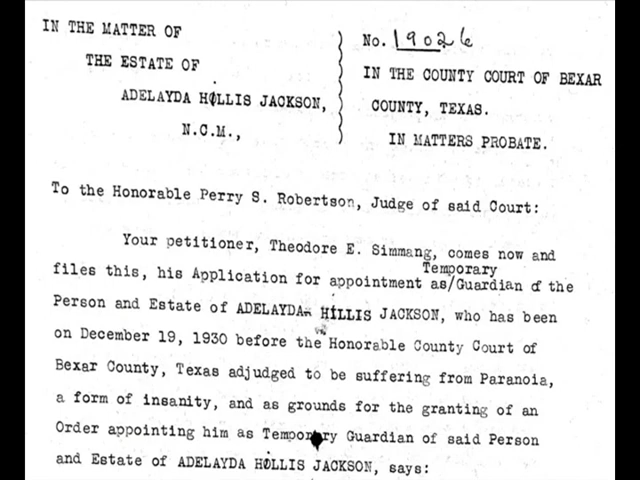 IN THE MATTER OF
THE ESTATE OF
ADELAYDA HOLLIS JACKSON,
N.C.M.,
No. 19026
IN THE COUNTY COURT OF BEXAR
COUNTY, TEXAS.
IN MATTERS PROBATE.
To the Honorable Perry S. Robertson, Judge of said Court:
Your petitioner, Theodore E. Simmang, comes now and
Temporary
files this, his Application for appointment as/Guardian of the
Person and Estate of ADELAYDA HILLIS JACKSON, who has been
on December 19, 1930 before the Honorable County Court of
Bexar County, Texas adjudged to be suffering from Paranoia,
a form of insanity, and as grounds for the granting of an
Order appointing him as Temporary Guardian of said Person
and Estate of ADELAYDA HOLLIS JACKSON, says: